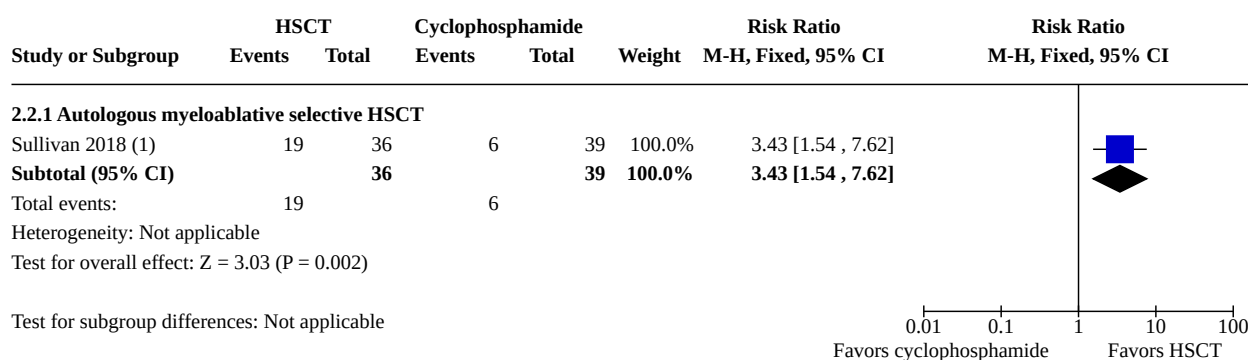 HSCT Cyclophosphamide Risk Ratio Risk Ratio
Study or Subgroup Events Total Events Total Weight M-H, Fixed, 95% CI M-H, Fixed, 95% CI
2.2.1 Autologous myeloablative selective HSCT
Sullivan 2018 (1) 19 36 6 39 100.0% 3.43 [1.54 , 7.62]
Subtotal (95% CI) 36 39 100.0% 3.43 [1.54 , 7.62]
Total events: 19 6
Heterogeneity: Not applicable
Test for overall effect: Z = 3.03 (P = 0.002)
Test for subgroup differences: Not applicable
0.01 0.1 1 10 100
Favors cyclophosphamide Favors HSCT